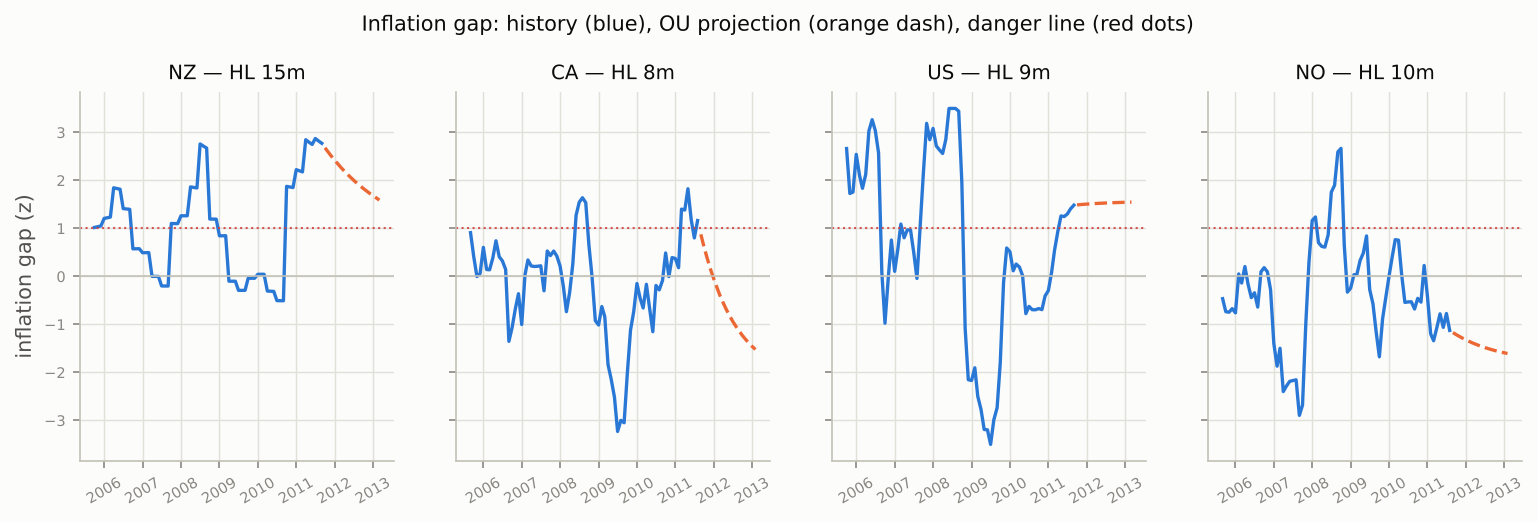 Inflation gap: history (blue), OU projection (orange dash), danger line (red dots)
NZ — HL 15m
CA — HL 8m
US — HL 9m
NO — HL 10m
inflation gap (z)
3
2
1
0
−1
−2
−3
2006 2007 2008 2009 2010 2011 2012 2013
2006 2007 2008 2009 2010 2011 2012 2013
2006 2007 2008 2009 2010 2011 2012 2013
2006 2007 2008 2009 2010 2011 2012 2013